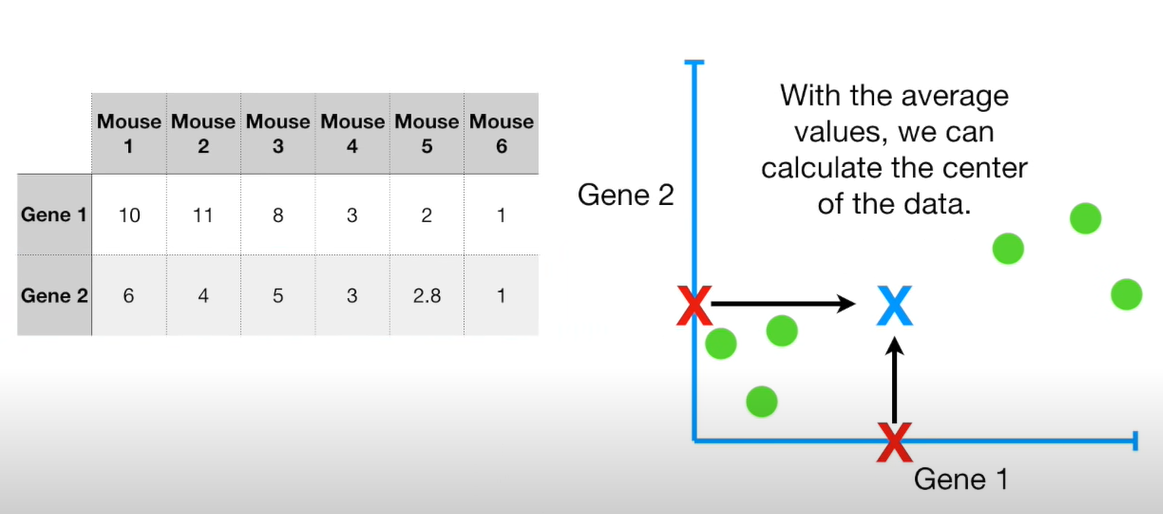 Mouse 1 Mouse 2 Mouse 3 Mouse 4 Mouse 5 Mouse 6
Gene 1 10 11 8 3 2 1
Gene 2 6 4 5 3 2.8 1
With the average
values, we can
calculate the center
of the data.
Gene 2
X
X
X
Gene 1